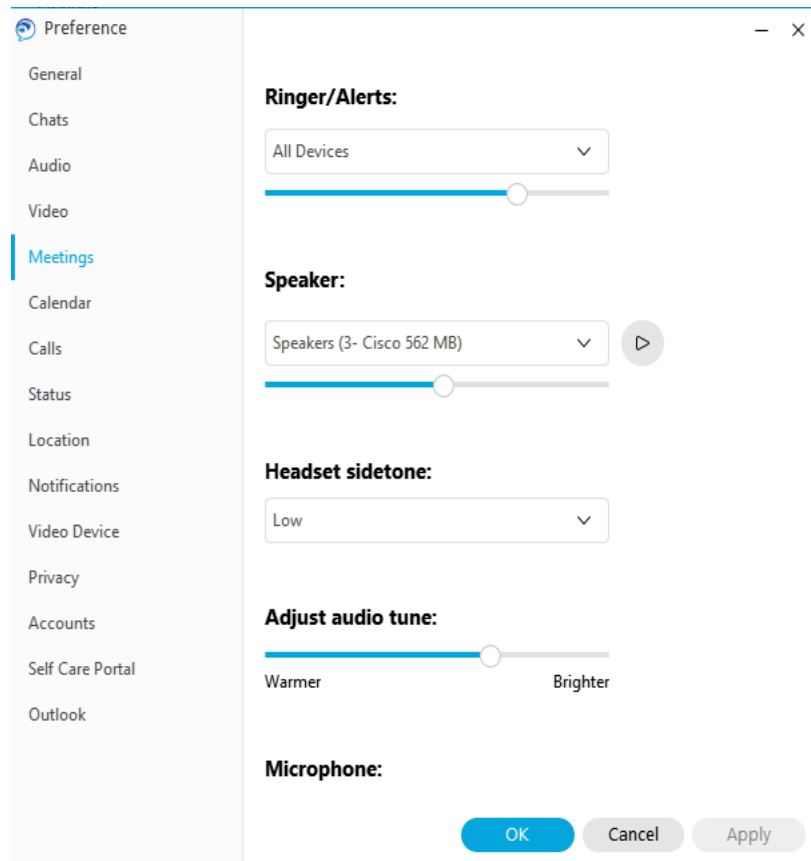 Preference
General
Chats
Audio
Video
Meetings
Calendar
Calls
Status
Location
Notifications
Video Device
Privacy
Accounts
Self Care Portal
Outlook
Ringer/Alerts:
All Devices
Speaker:
Speakers (3- Cisco 562 MB)
Headset sidetone:
Low
Adjust audio tune:
Warmer Brighter
Microphone:
OK Cancel Apply